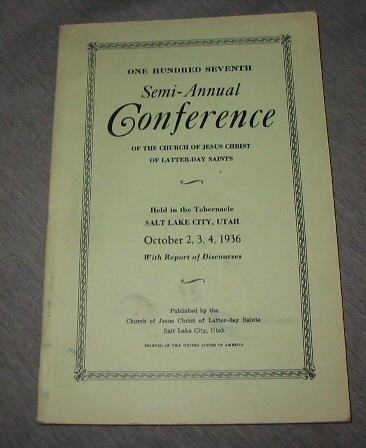 ONE HUNDRED SEVENTH
Semi-Annual
Conference
OF THE CHURCH OF JESUS CHRIST
OF LATTER-DAY SAINTS
Held in the Tabernacle
SALT LAKE CITY, UTAH
October 2, 3, 4, 1936
With Report of Discourses
Published by the
Church of Jesus Christ of Latter-day Saints
Salt Lake City, Utah
PRINTED IN THE UNITED STATES OF AMERICA